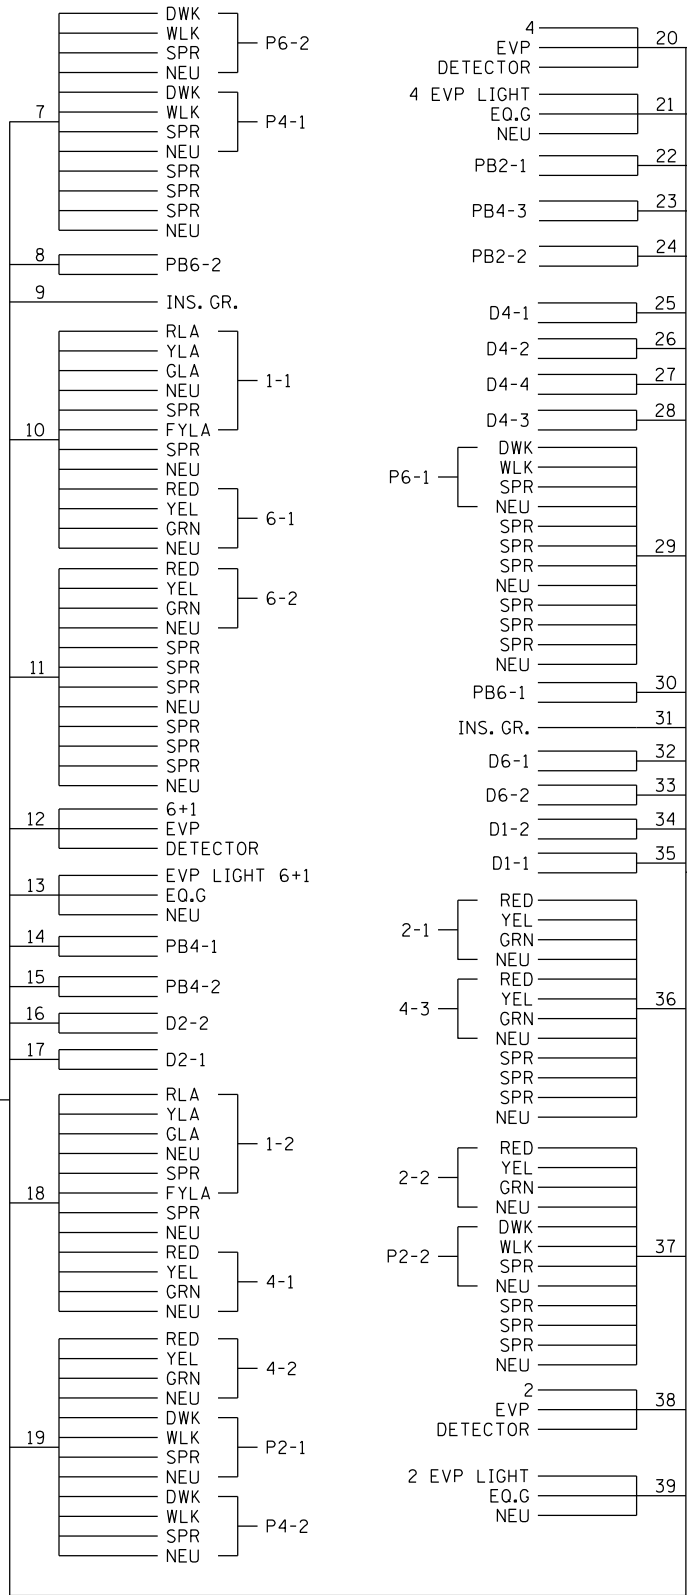 DWK
WLK
SPR
NEU
P6-2
7
DWK
WLK
SPR
NEU
P4-1
SPR
SPR
SPR
NEU
8
PB6-2
9
INS. GR.
10
RLA
YLA
GLA
NEU
SPR
FYLA
1-1
SPR
NEU
RED
YEL
GRN
NEU
6-1
11
RED
YEL
GRN
NEU
6-2
SPR
SPR
SPR
NEU
SPR
SPR
SPR
NEU
12
6+1
EVP
DETECTOR
13
EVP LIGHT 6+1
EQ.G
NEU
14
PB4-1
15
PB4-2
16
D2-2
17
D2-1
18
RLA
YLA
GLA
NEU
SPR
FYLA
1-2
SPR
NEU
RED
YEL
GRN
NEU
4-1
19
RED
YEL
GRN
NEU
4-2
DWK
WLK
SPR
NEU
P2-1
DWK
WLK
SPR
NEU
P4-2
4
EVP
DETECTOR
20
4 EVP LIGHT
EQ.G
NEU
21
PB2-1
22
PB4-3
23
PB2-2
24
D4-1
25
D4-2
26
D4-4
27
D4-3
28
P6-1
DWK
WLK
SPR
NEU
SPR
SPR
SPR
NEU
SPR
SPR
SPR
NEU
29
PB6-1
30
INS. GR.
31
D6-1
32
D6-2
33
D1-2
34
D1-1
35
2-1
RED
YEL
GRN
NEU
4-3
RED
YEL
GRN
NEU
SPR
SPR
SPR
NEU
36
2-2
RED
YEL
GRN
NEU
P2-2
DWK
WLK
SPR
NEU
SPR
SPR
SPR
NEU
37
2
EVP
DETECTOR
38
2 EVP LIGHT
EQ.G
NEU
39